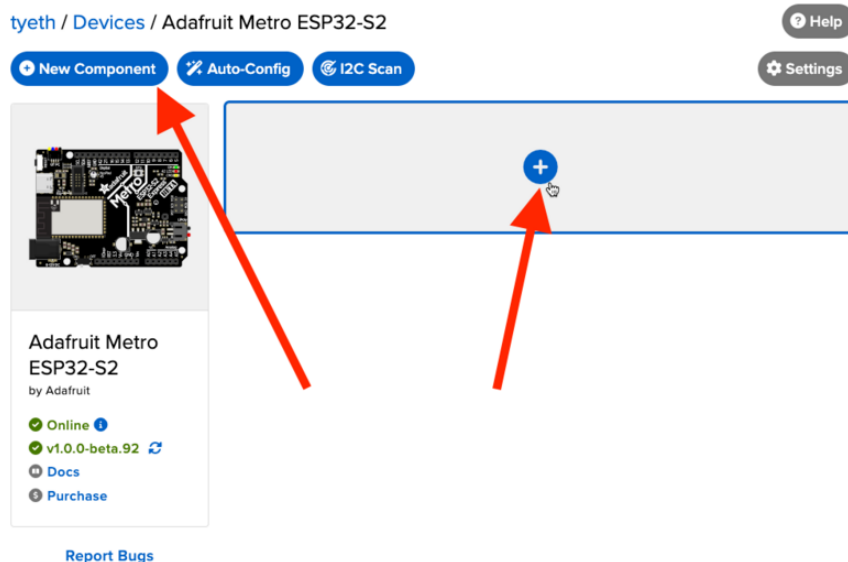 tyeth / Devices / Adafruit Metro ESP32-S2
Help
New Component
Auto-Config
I2C Scan
Settings
Metro
Adafruit Metro
ESP32-S2
by Adafruit
Online
v1.0.0-beta.92
Docs
Purchase
Report Bugs